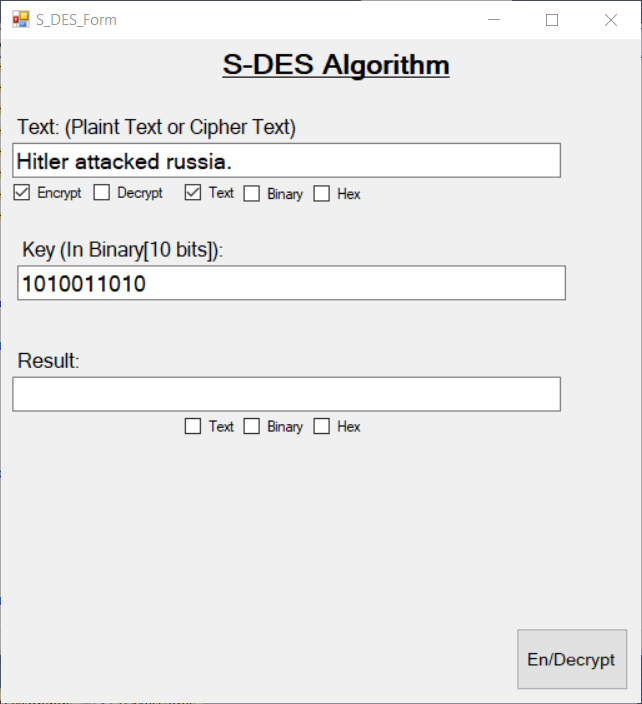 S_DES_Form
S-DES Algorithm
Text: (Plaint Text or Cipher Text)
Hitler attacked russia.
Encrypt Decrypt Text Binary Hex
Key (In Binary[10 bits]):
1010011010
Result:
Text Binary Hex
En/Decrypt